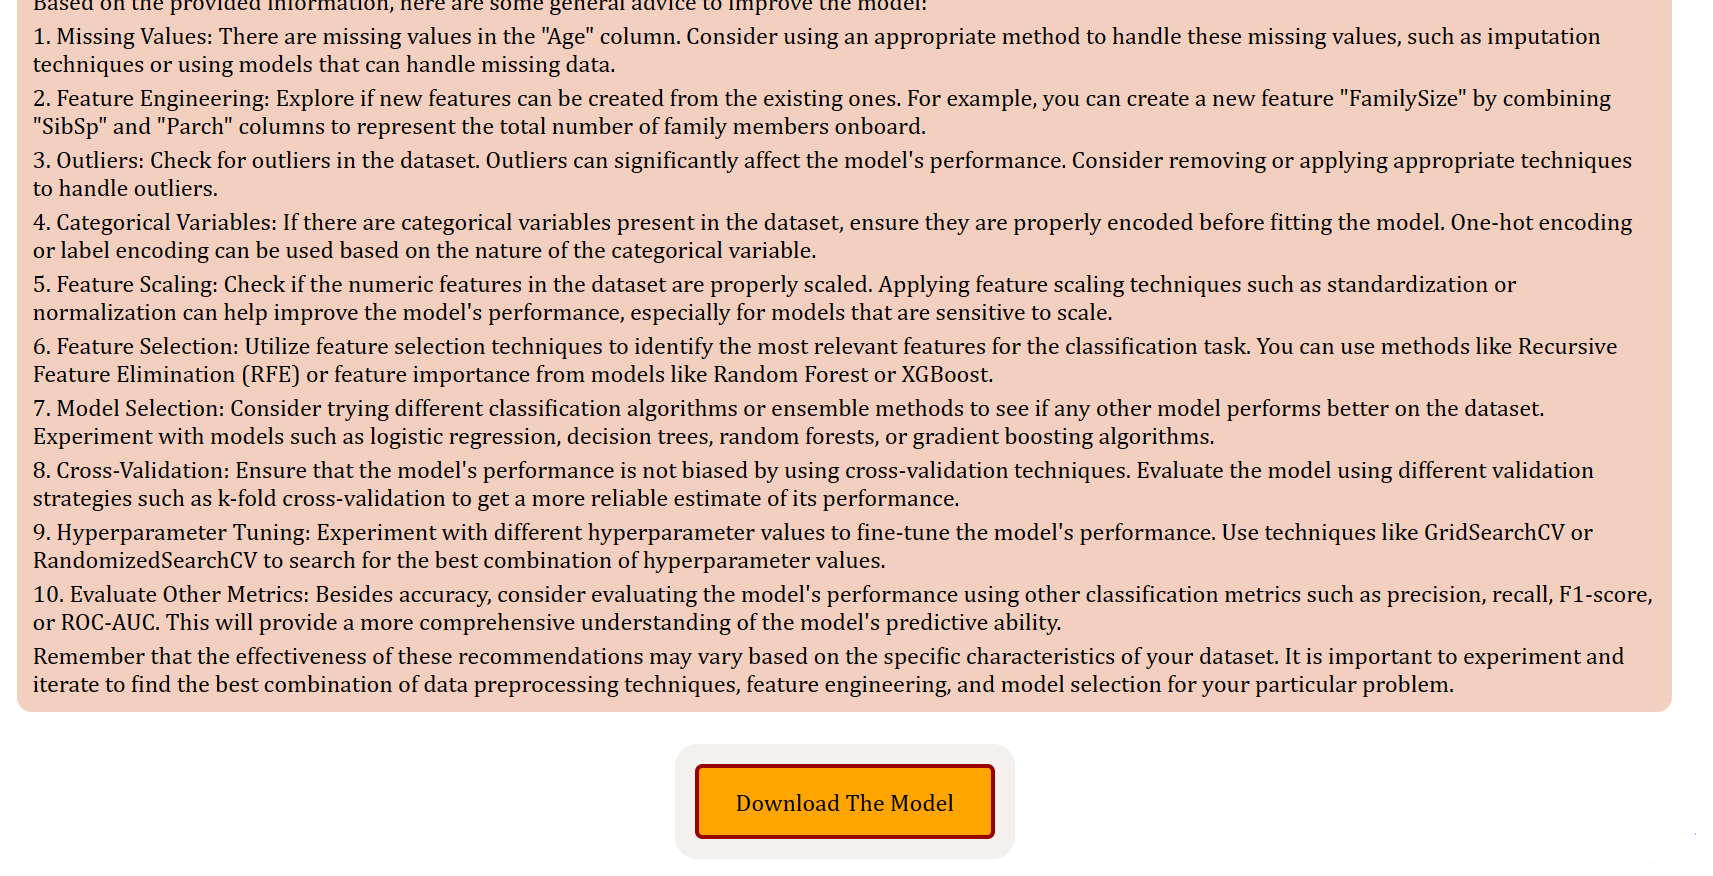 Based on the provided information, here are some general advice to improve the model:
1. Missing Values: There are missing values in the "Age" column. Consider using an appropriate method to handle these missing values, such as imputation
techniques or using models that can handle missing data.
2. Feature Engineering: Explore if new features can be created from the existing ones. For example, you can create a new feature "FamilySize" by combining
"SibSp" and "Parch" columns to represent the total number of family members onboard.
3. Outliers: Check for outliers in the dataset. Outliers can significantly affect the model's performance. Consider removing or applying appropriate techniques
to handle outliers.
4. Categorical Variables: If there are categorical variables present in the dataset, ensure they are properly encoded before fitting the model. One-hot encoding
or label encoding can be used based on the nature of the categorical variable.
5. Feature Scaling: Check if the numeric features in the dataset are properly scaled. Applying feature scaling techniques such as standardization or
normalization can help improve the model's performance, especially for models that are sensitive to scale.
6. Feature Selection: Utilize feature selection techniques to identify the most relevant features for the classification task. You can use methods like Recursive
Feature Elimination (RFE) or feature importance from models like Random Forest or XGBoost.
7. Model Selection: Consider trying different classification algorithms or ensemble methods to see if any other model performs better on the dataset.
Experiment with models such as logistic regression, decision trees, random forests, or gradient boosting algorithms.
8. Cross-Validation: Ensure that the model's performance is not biased by using cross-validation techniques. Evaluate the model using different validation
strategies such as k-fold cross-validation to get a more reliable estimate of its performance.
9. Hyperparameter Tuning: Experiment with different hyperparameter values to fine-tune the model's performance. Use techniques like GridSearchCV or
RandomizedSearchCV to search for the best combination of hyperparameter values.
10. Evaluate Other Metrics: Besides accuracy, consider evaluating the model's performance using other classification metrics such as precision, recall, F1-score,
or ROC-AUC. This will provide a more comprehensive understanding of the model's predictive ability.
Remember that the effectiveness of these recommendations may vary based on the specific characteristics of your dataset. It is important to experiment and
iterate to find the best combination of data preprocessing techniques, feature engineering, and model selection for your particular problem.
Download The Model